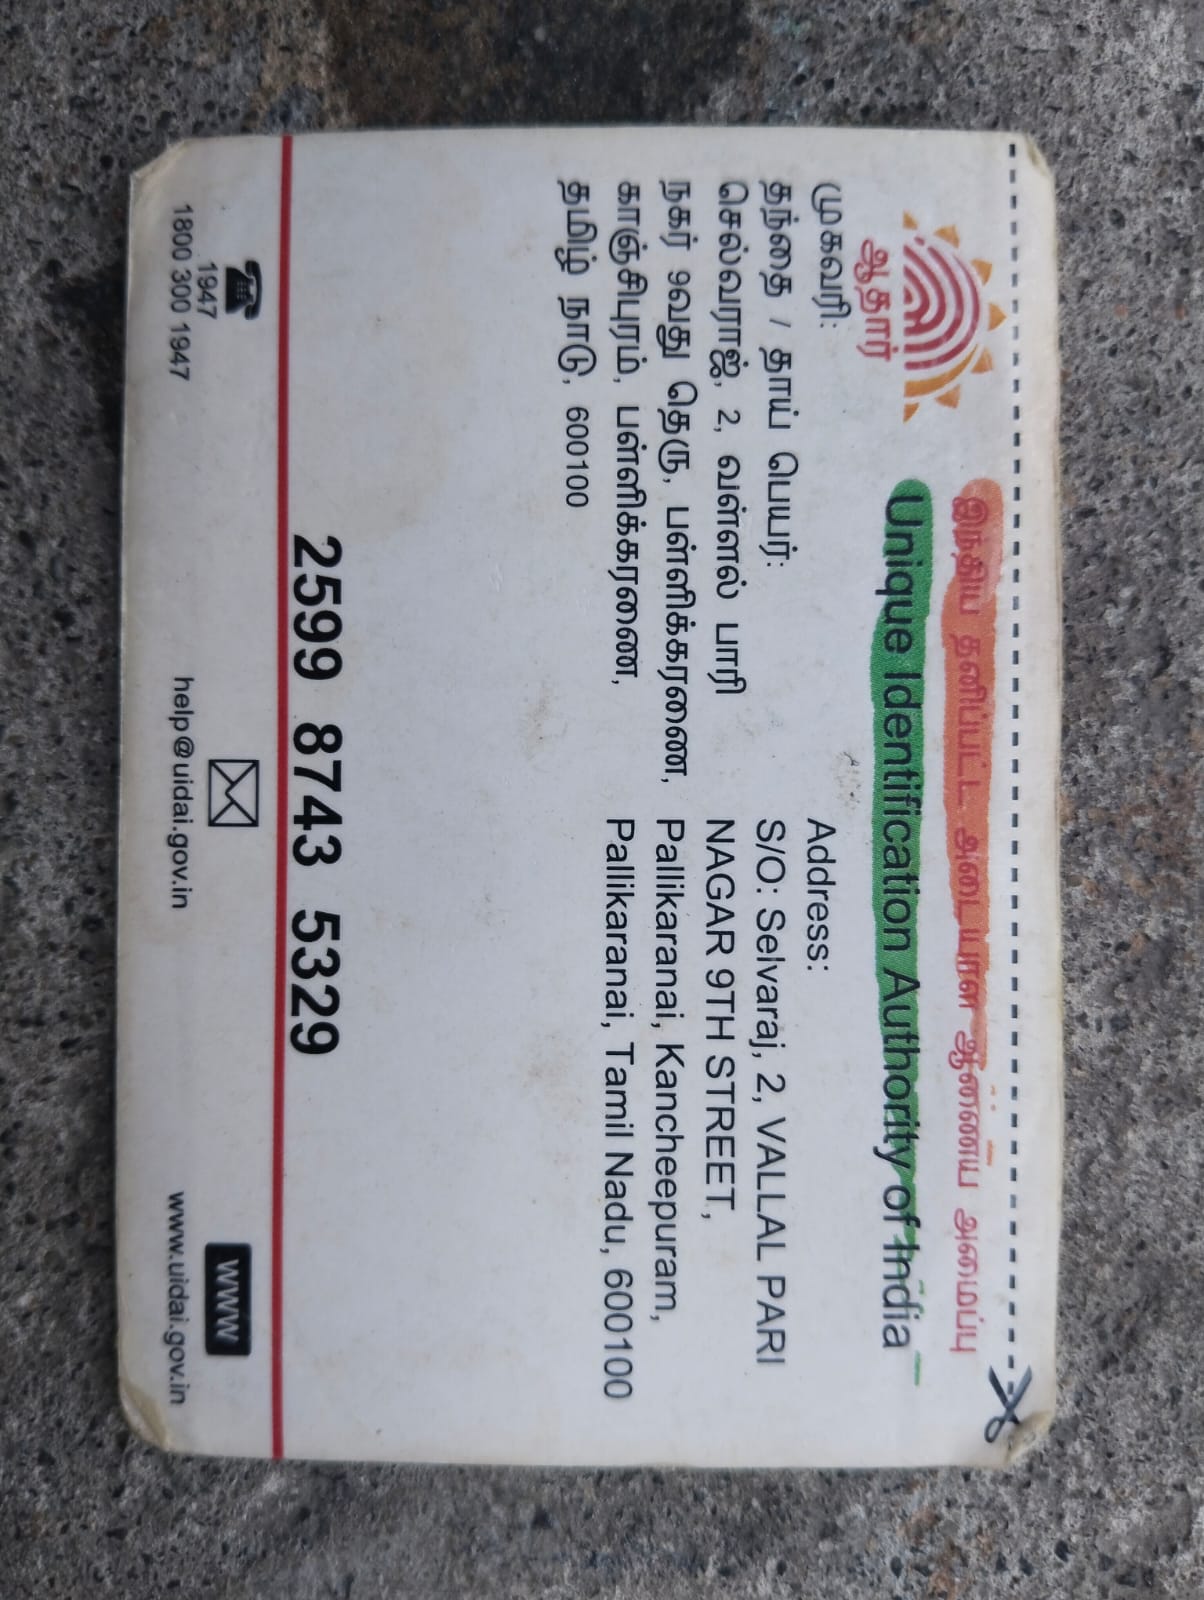 இந்திய தனிப்பட்ட அடையாள ஆணைய அமைப்பு
Unique Identification Authority of India
ஆதார்
முகவரி:
தந்தை / தாய் பெயர்:
செல்வராஜ், 2, வள்ளல் பாரி
நகர் 9வது தெரு, பள்ளிக்கரணை,
காஞ்சிபுரம், பள்ளிக்கரணை,
தமிழ் நாடு, 600100
Address:
S/O: Selvaraj, 2, VALLAL PARI
NAGAR 9TH STREET,
Pallikaranai, Kancheepuram,
Pallikaranai, Tamil Nadu, 600100
2599 8743 5329
1947
1800 300 1947
help@uidai.gov.in
www
www.uidai.gov.in